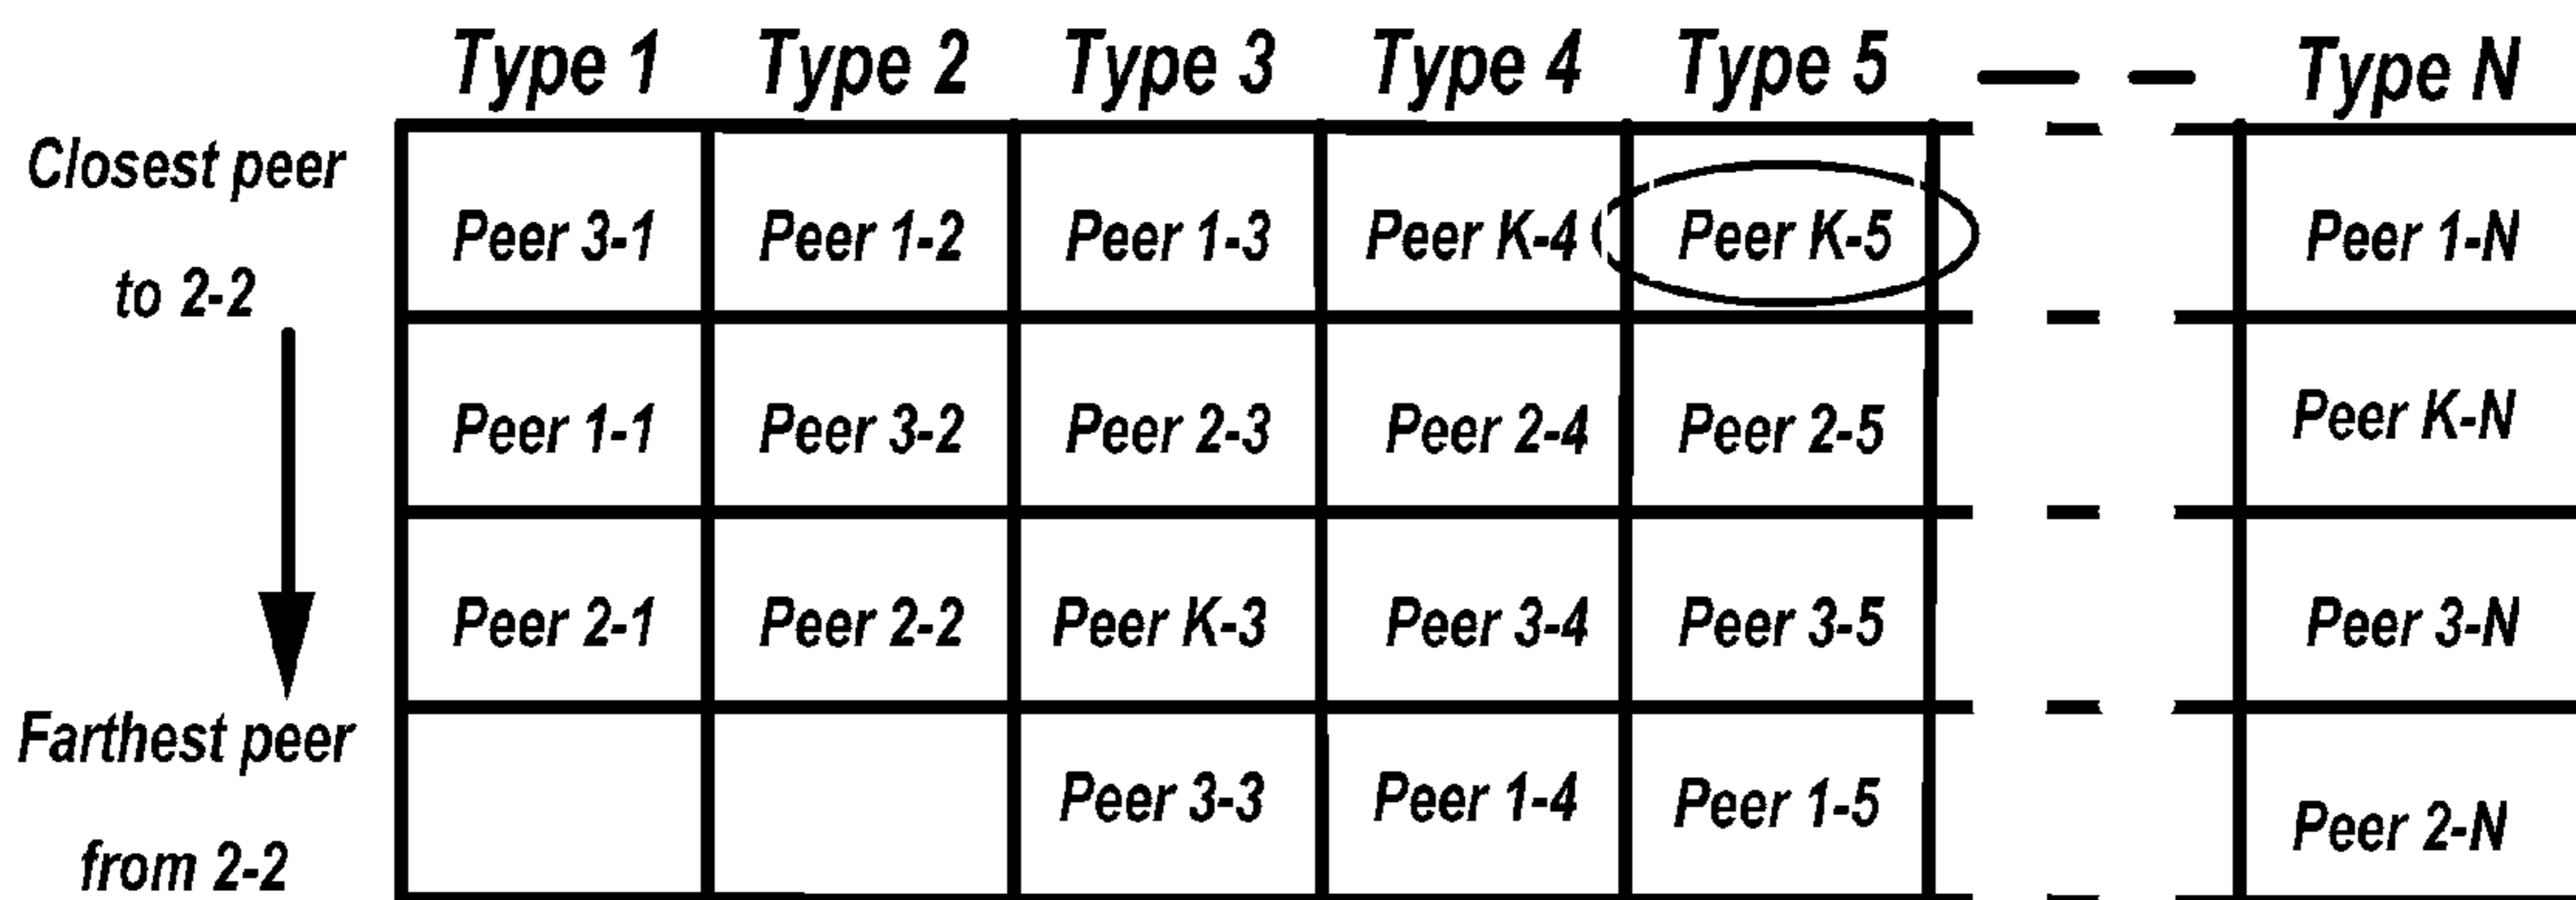 Type 1 Type 2 Type 3 Type 4 Type 5 Type N
Closest peer
to 2-2
Peer 3-1 Peer 1-2 Peer 1-3 Peer K-4 Peer K-5 Peer 1-N
Peer 1-1 Peer 3-2 Peer 2-3 Peer 2-4 Peer 2-5 Peer K-N
Peer 2-1 Peer 2-2 Peer K-3 Peer 3-4 Peer 3-5 Peer 3-N
Farthest peer
from 2-2
Peer 3-3 Peer 1-4 Peer 1-5 Peer 2-N